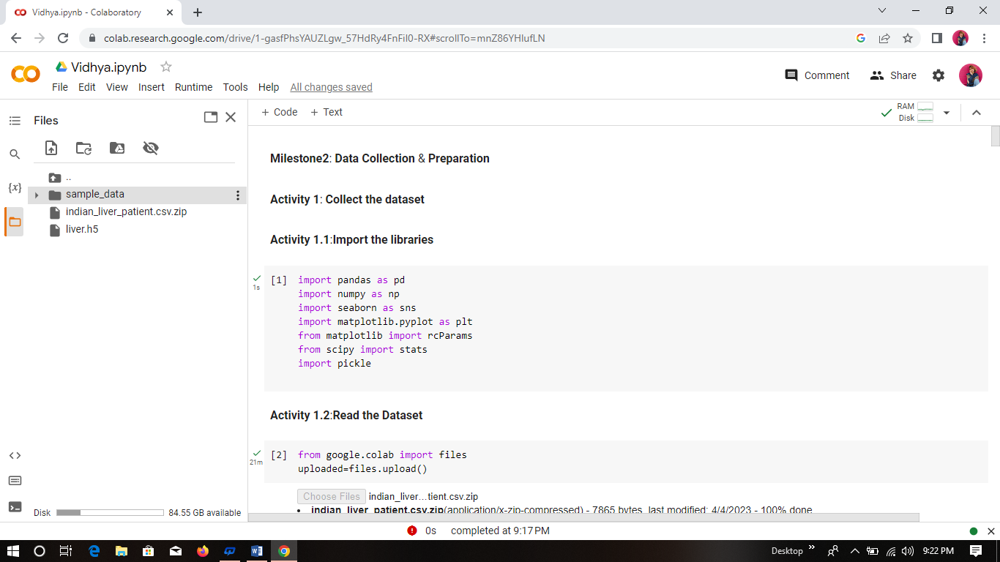 Vidhya.ipynb - Colaboratory
colab.research.google.com/drive/1-gasfPhsYAUZLgw_57HdRy4FnFiI0-RX#scrollTo=mnZ86YHIufLN
Vidhya.ipynb
File Edit View Insert Runtime Tools Help All changes saved
Comment Share
Files
+ Code + Text
RAM
Disk
..
{x}
sample_data
indian_liver_patient.csv.zip
liver.h5
Milestone2: Data Collection & Preparation
Activity 1: Collect the dataset
Activity 1.1:Import the libraries
1s
[1] import pandas as pd
import numpy as np
import seaborn as sns
import matplotlib.pyplot as plt
from matplotlib import rcParams
from scipy import stats
import pickle
Activity 1.2:Read the Dataset
21m
[2] from google.colab import files
uploaded=files.upload()
Choose Files indian_liver...tient.csv.zip
• indian_liver_patient.csv.zip(application/x-zip-compressed) - 7865 bytes, last modified: 4/4/2023 - 100% done
Disk 84.55 GB available
0s completed at 9:17 PM
Desktop
9:22 PM